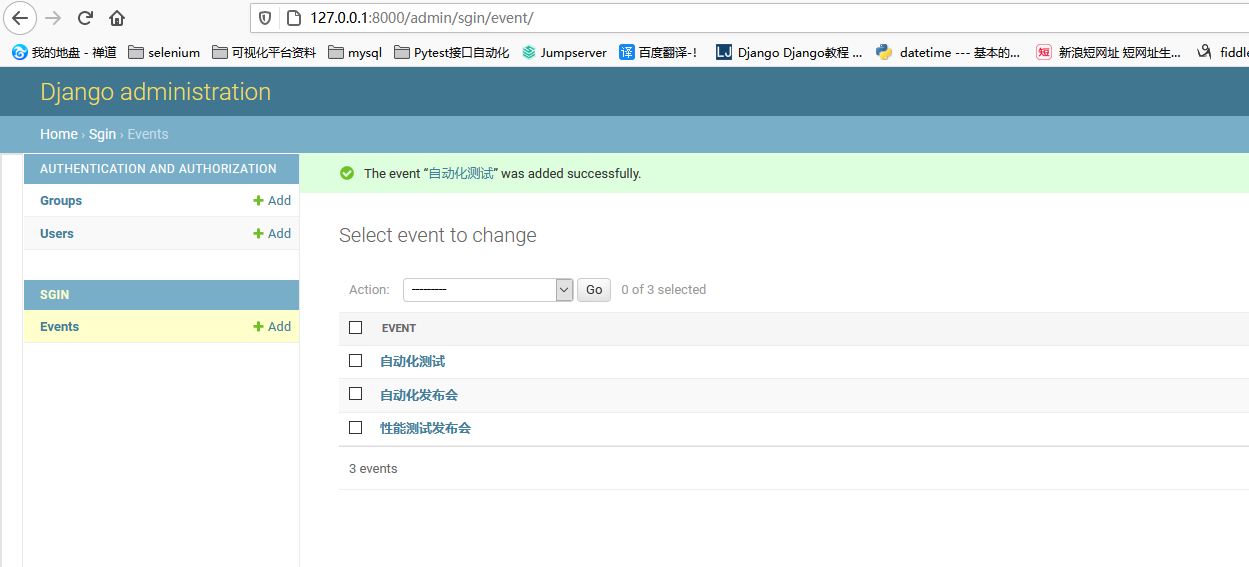 127.0.0.1:8000/admin/sgin/event/
我的地盘 - 禅道 selenium 可视化平台资料 mysql Pytest接口自动化 Jumpserver 译 百度翻译-! LJ Django Django教程 ... datetime --- 基本的... 短 新浪短网址 短网址生... fiddle
Django administration
Home › Sgin › Events
AUTHENTICATION AND AUTHORIZATION
Groups + Add
Users + Add
SGIN
Events + Add
The event “自动化测试” was added successfully.
Select event to change
Action: --------- Go 0 of 3 selected
EVENT
自动化测试
自动化发布会
性能测试发布会
3 events